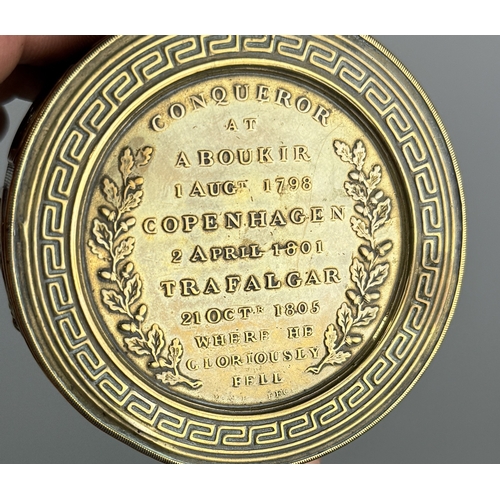 CONQUEROR
AT
ABOUKIR
1 AUGT 1798
COPENHAGEN
2 APRIL 1801
TRAFALGAR
21 OCTR 1805
WHERE HE
GLORIOUSLY
FELL